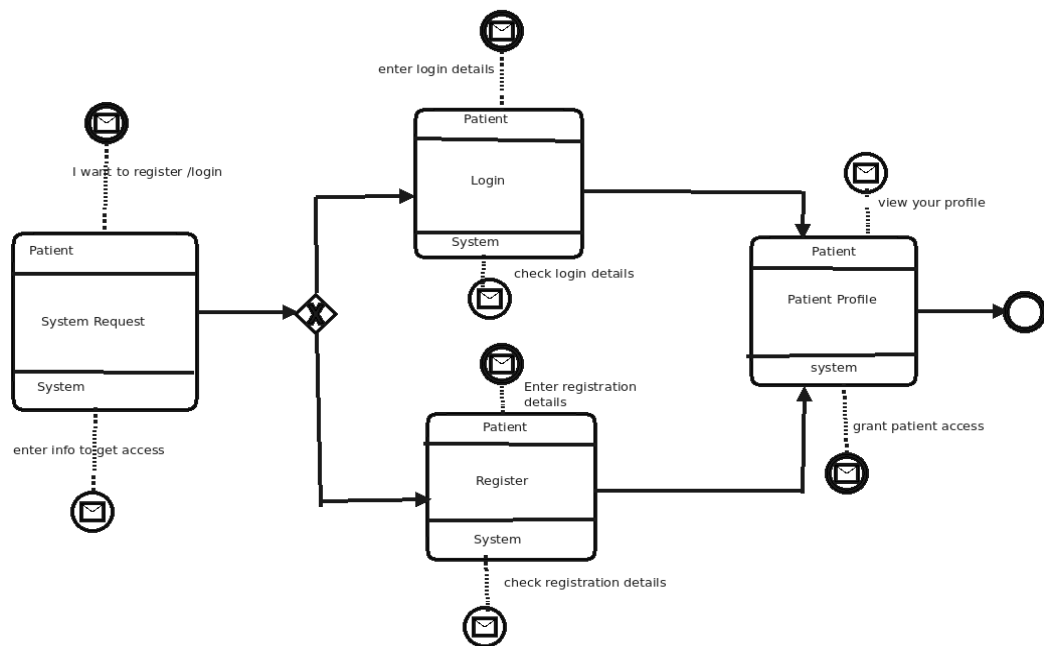 I want to register /login
Patient
System Request
System
enter info to get access
enter login details
Patient
Login
System
check login details
Enter registration
details
Patient
Register
System
check registration details
view your profile
Patient
Patient Profile
system
grant patient access